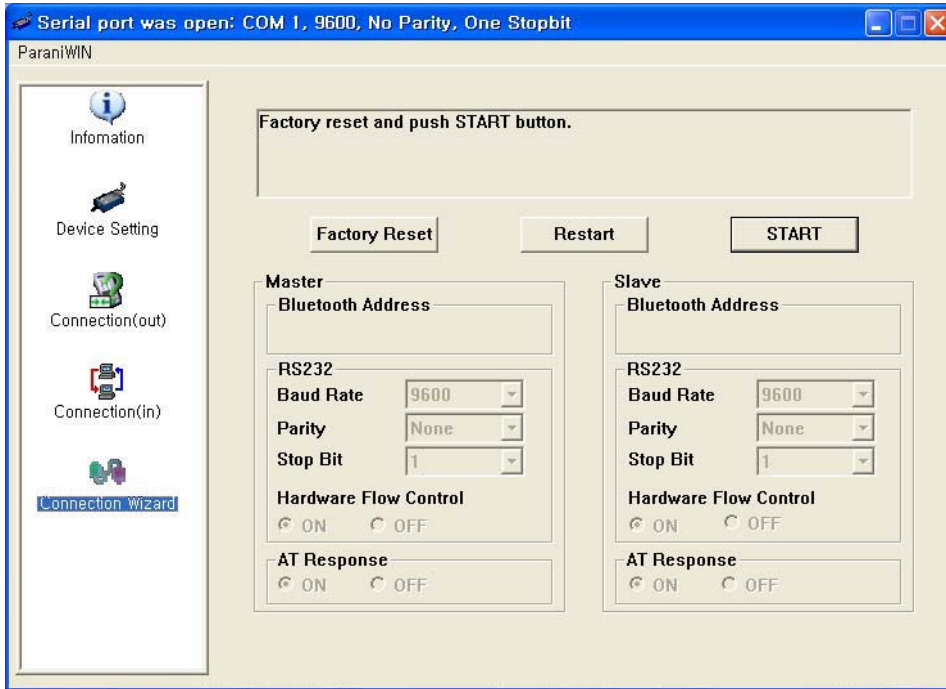 Serial port was open: COM 1, 9600, No Parity, One Stopbit
ParaniWIN
Infomation
Device Setting
Connection(out)
Connection(in)
Connection Wizard
Factory reset and push START button.
Factory Reset Restart START
Master
Bluetooth Address
RS232
Baud Rate 9600
Parity None
Stop Bit 1
Hardware Flow Control
ON OFF
AT Response
ON OFF
Slave
Bluetooth Address
RS232
Baud Rate 9600
Parity None
Stop Bit 1
Hardware Flow Control
ON OFF
AT Response
ON OFF